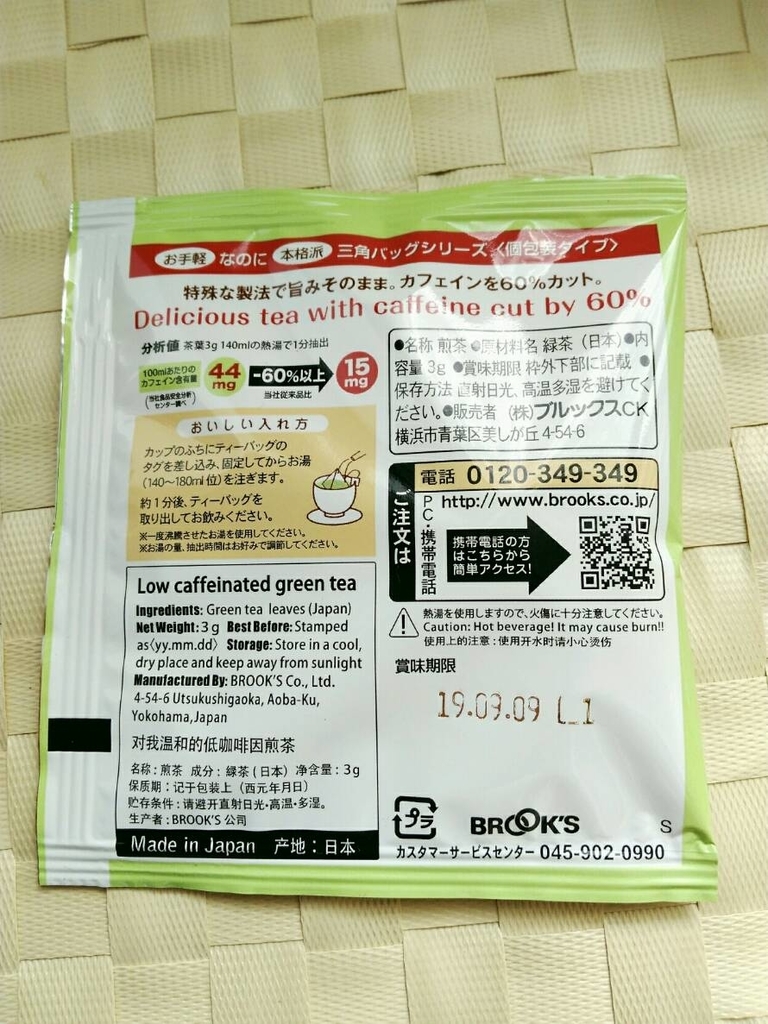 お手軽 なのに 本格派 三角バッグシリーズ〈個包装タイプ〉
特殊な製法で旨みそのまま。カフェインを60%カット。
Delicious tea with caffeine cut by 60%
分析値 茶葉3g 140mlの熱湯で1分抽出
100mlあたりの
カフェイン含有量
(当社食品安全分析
センター調べ)
44
mg
-60%以上
当社従来品比
15
mg
おいしい入れ方
カップのふちにティーバッグの
タグを差し込み、固定してからお湯
(140〜180ml位)を注ぎます。
約1分後、ティーバッグを
取り出してお飲みください。
※一度沸騰させたお湯を使用してください。
※お湯の量、抽出時間はお好みで調節してください。
●名称 煎茶 ●原材料名 緑茶(日本)●内
容量 3g ●賞味期限 枠外下部に記載 ●
保存方法 直射日光、高温多湿を避けてく
ださい。●販売者 (株)ブルックスCK
横浜市青葉区美しが丘 4-54-6
ご注文は
電話 0120-349-349
PC・携帯電話
http://www.brooks.co.jp/
携帯電話の方
はこちらから
簡単アクセス!
熱湯を使用しますので、火傷に十分注意してください。
Caution: Hot beverage! It may cause burn!!
使用上的注意:使用开水时请小心烫伤
賞味期限
19.09.09 L_1
Low caffeinated green tea
Ingredients: Green tea leaves (Japan)
Net Weight: 3 g Best Before: Stamped
as〈yy.mm.dd〉 Storage: Store in a cool,
dry place and keep away from sunlight
Manufactured By: BROOK'S Co., Ltd.
4-54-6 Utsukushigaoka, Aoba-Ku,
Yokohama,Japan
对我温和的低咖啡因煎茶
名称:煎茶 成分:緑茶(日本) 净含量:3g
保质期:记于包装上(西元年月日)
贮存条件:请避开直射日光·高温·多湿。
生产者:BROOK'S 公司
Made in Japan 产地:日本
プラ
BROOK'S
S
カスタマーサービスセンター 045-902-0990